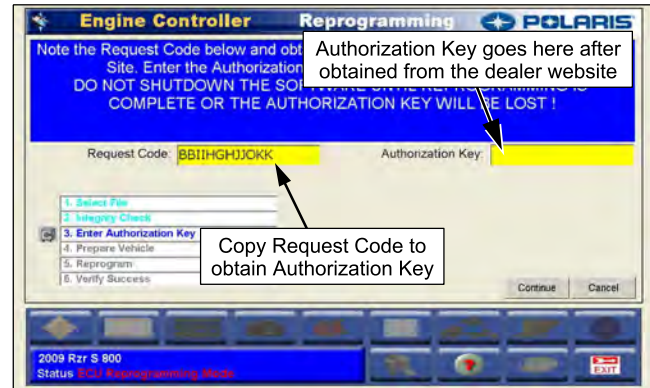 Engine Controller Reprogramming POLARIS
Note the Request Code below and obt
Authorization Key goes here after
obtained from the dealer website
Site. Enter the Authorization
DO NOT SHUTDOWN THE SOFTWARE UNTIL REPROGRAMMING IS
COMPLETE OR THE AUTHORIZATION KEY WILL BE LOST !
Request Code: BBIIHGHJJOKK
Authorization Key:
1. Select File
2. Integrity Check
3. Enter Authorization Key
4. Prepare Vehicle
5. Reprogram
6. Verify Success
Copy Request Code to
obtain Authorization Key
Continue
Cancel
2009 Rzr S 800
Status ECU Reprogramming Mode
EXIT